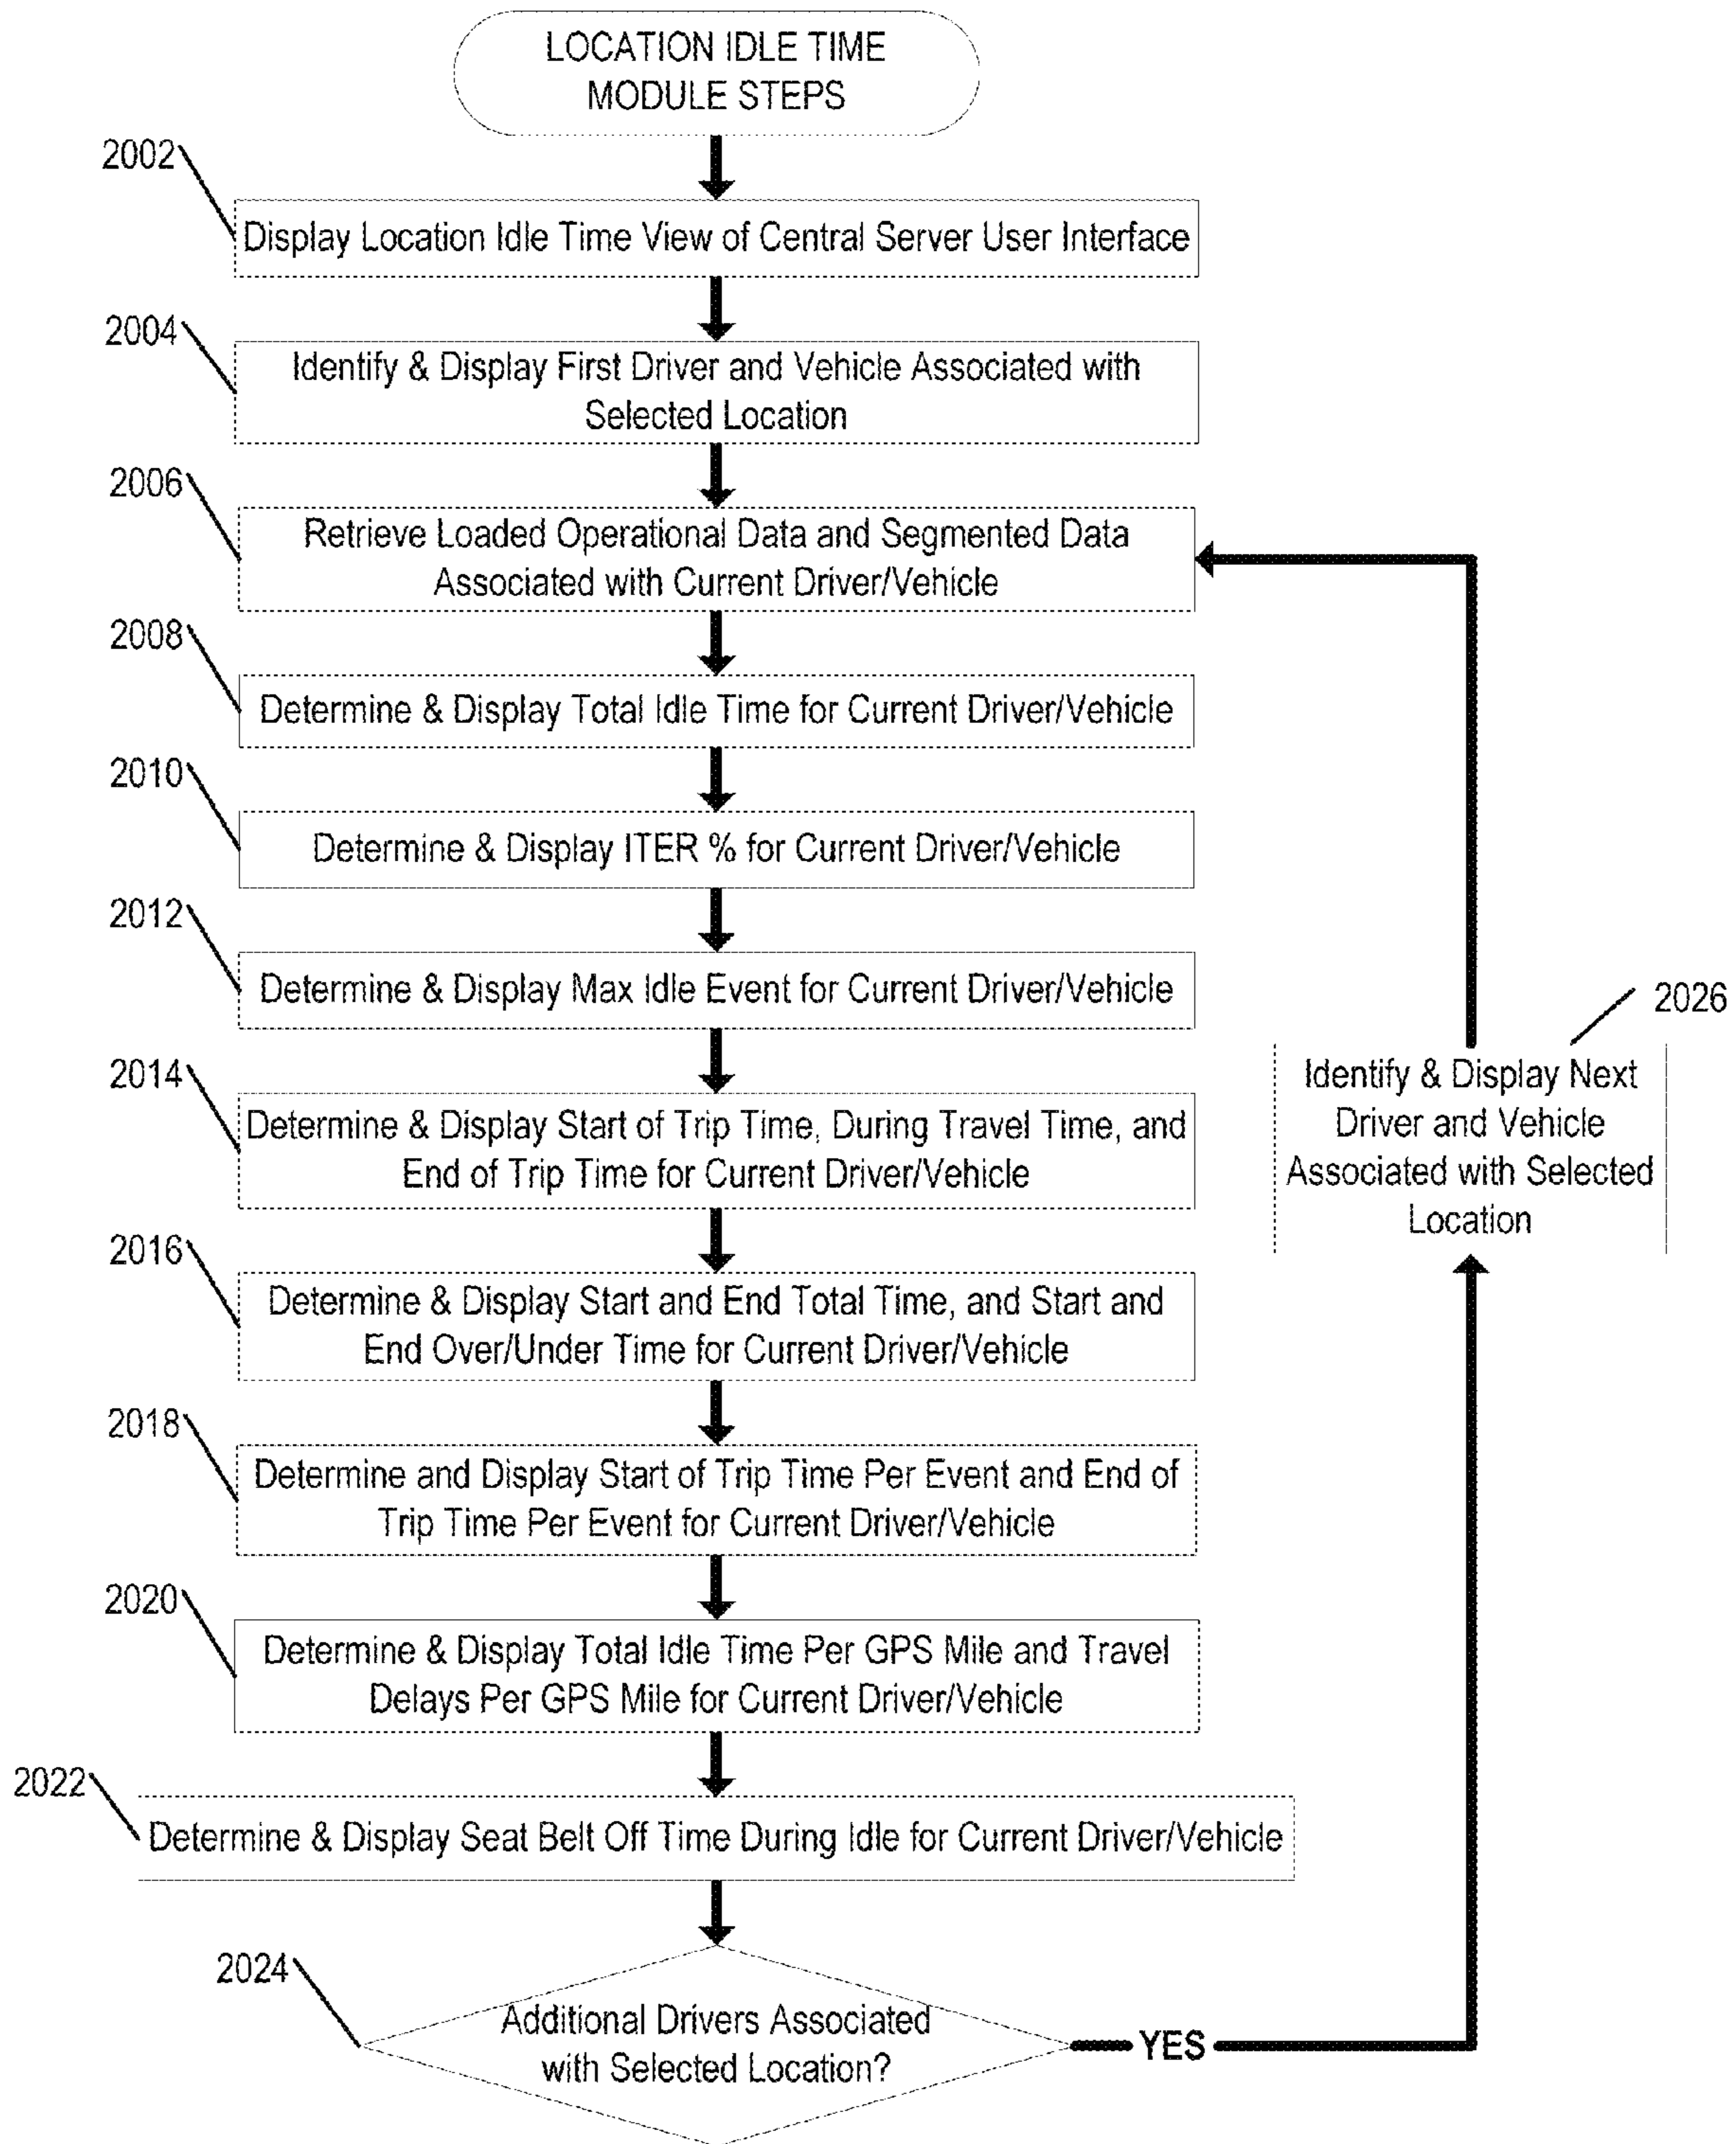 LOCATION IDLE TIME
MODULE STEPS
2002
Display Location Idle Time View of Central Server User Interface
2004
Identify & Display First Driver and Vehicle Associated with
Selected Location
2006
Retrieve Loaded Operational Data and Segmented Data
Associated with Current Driver/Vehicle
2008
Determine & Display Total Idle Time for Current Driver/Vehicle
2010
Determine & Display ITER % for Current Driver/Vehicle
2012
Determine & Display Max Idle Event for Current Driver/Vehicle
2014
Determine & Display Start of Trip Time, During Travel Time, and
End of Trip Time for Current Driver/Vehicle
2016
Determine & Display Start and End Total Time, and Start and
End Over/Under Time for Current Driver/Vehicle
2018
Determine and Display Start of Trip Time Per Event and End of
Trip Time Per Event for Current Driver/Vehicle
2020
Determine & Display Total Idle Time Per GPS Mile and Travel
Delays Per GPS Mile for Current Driver/Vehicle
2022
Determine & Display Seat Belt Off Time During Idle for Current Driver/Vehicle
2024
Additional Drivers Associated
with Selected Location?
YES
2026
Identify & Display Next
Driver and Vehicle
Associated with Selected
Location